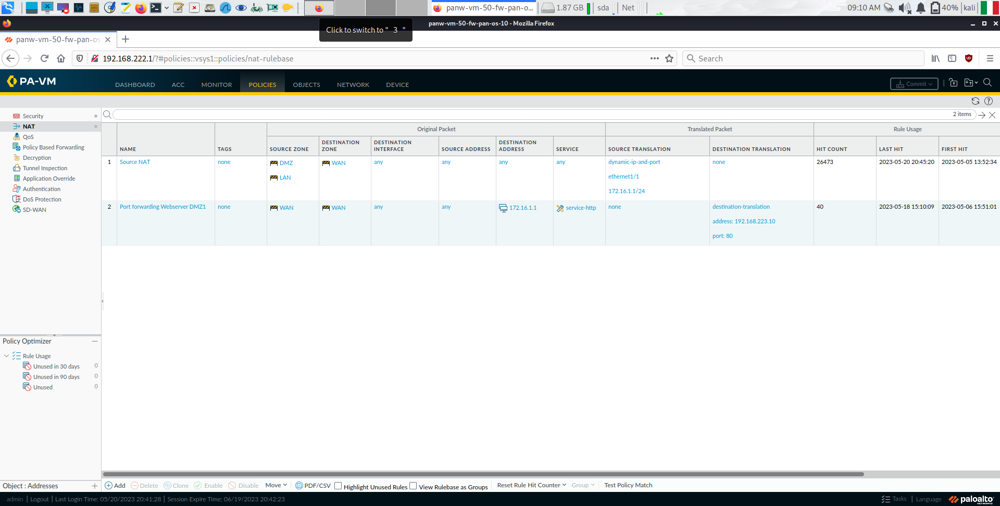 panw-vm-50-fw-pan-o...
1.87 GB
sda
Net
09:10 AM
40%
kali
panw-vm-50-fw-pan-os-10 - Mozilla Firefox
Click to switch to " 3 "
panw-vm-50-fw-pan-os
192.168.222.1/?#policies::vsys1::policies/nat-rulebase
Search
PA-VM
DASHBOARD
ACC
MONITOR
POLICIES
OBJECTS
NETWORK
DEVICE
Commit
Security
NAT
QoS
Policy Based Forwarding
Decryption
Tunnel Inspection
Application Override
Authentication
DoS Protection
SD-WAN
2 items
Original Packet
Translated Packet
Rule Usage
NAME
TAGS
SOURCE ZONE
DESTINATION ZONE
DESTINATION INTERFACE
SOURCE ADDRESS
DESTINATION ADDRESS
SERVICE
SOURCE TRANSLATION
DESTINATION TRANSLATION
HIT COUNT
LAST HIT
FIRST HIT
1
Source NAT
none
DMZ
LAN
WAN
any
any
any
any
dynamic-ip-and-port
ethernet1/1
172.16.1.1/24
none
26473
2023-05-20 20:45:20
2023-05-05 13:52:34
2
Port forwarding Webserver DMZ1
none
WAN
WAN
any
any
172.16.1.1
service-http
none
destination-translation
address: 192.168.223.10
port: 80
40
2023-05-18 15:10:09
2023-05-06 15:51:01
Policy Optimizer
Rule Usage
Unused in 30 days 0
Unused in 90 days 0
Unused 0
Object : Addresses
Add
Delete
Clone
Enable
Disable
Move
PDF/CSV
Highlight Unused Rules
View Rulebase as Groups
Reset Rule Hit Counter
Group
Test Policy Match
admin | Logout | Last Login Time: 05/20/2023 20:41:28 | Session Expire Time: 06/19/2023 20:42:23
Tasks | Language
paloalto
NETWORKS